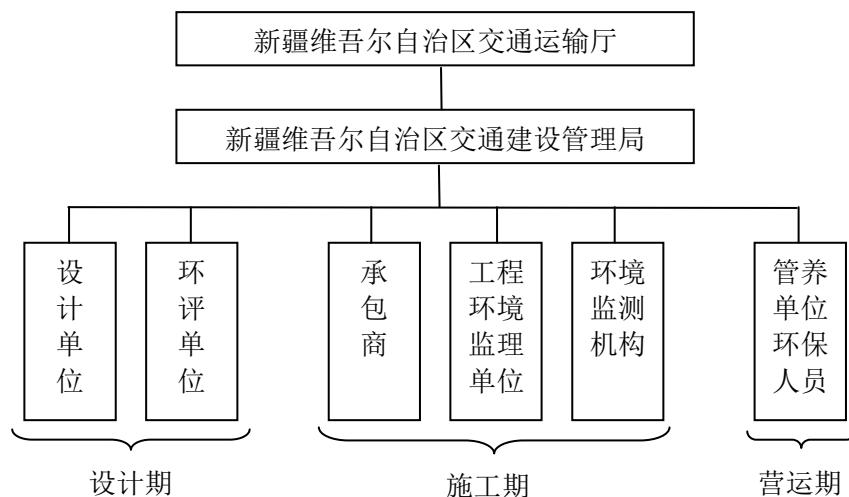 新疆维吾尔自治区交通运输厅
新疆维吾尔自治区交通建设管理局
设计单位
环评单位
承包商
工程环境监理单位
环境监测机构
管养单位环保人员
设计期
施工期
营运期